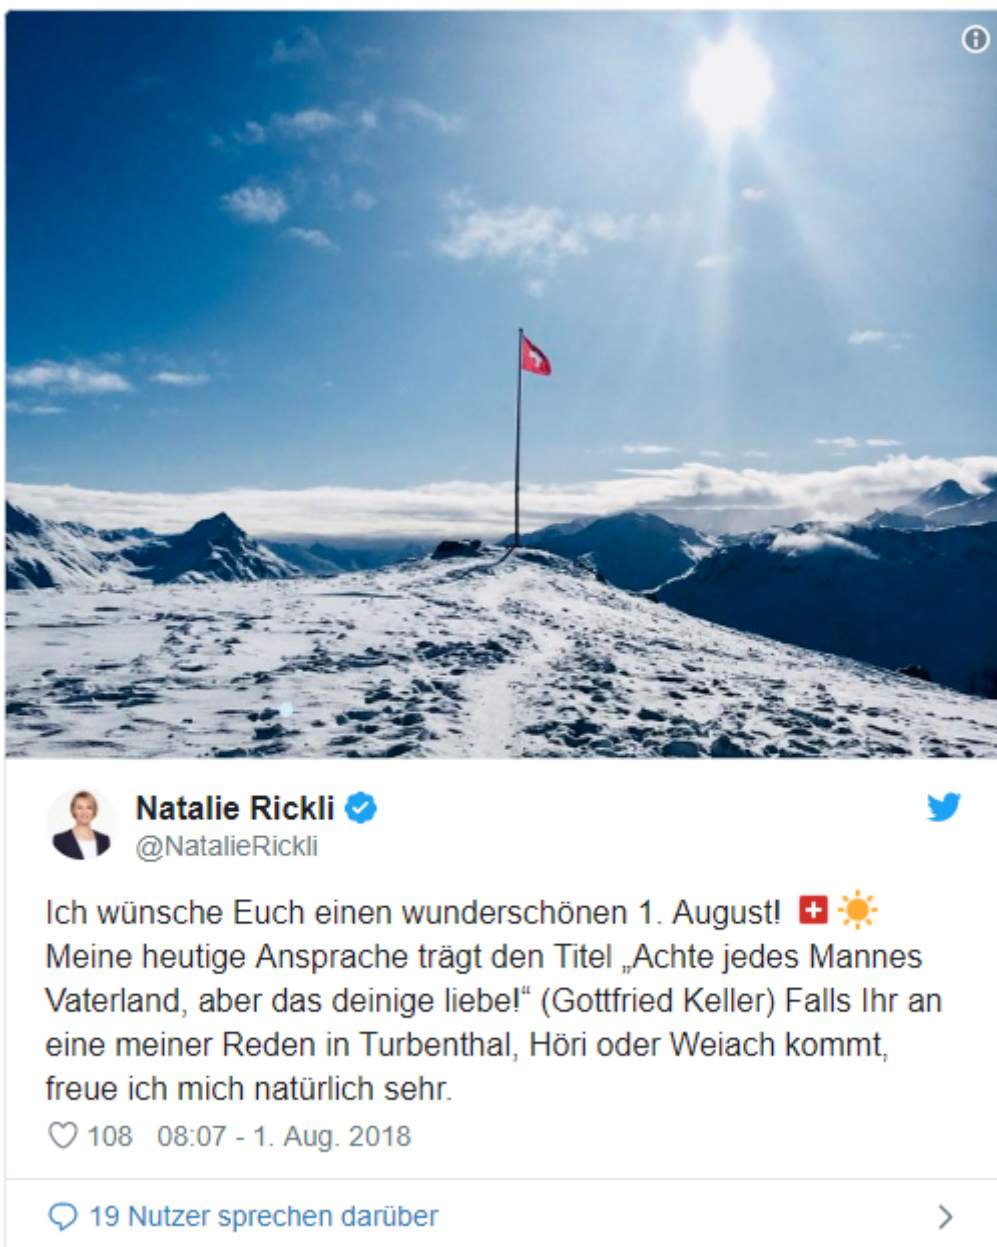 Natalie Rickli
@NatalieRickli
Ich wünsche Euch einen wunderschönen 1. August! 🇨🇭☀️
Meine heutige Ansprache trägt den Titel „Achte jedes Mannes
Vaterland, aber das deinige liebe!“ (Gottfried Keller) Falls Ihr an
eine meiner Reden in Turbenthal, Höri oder Weiach kommt,
freue ich mich natürlich sehr.
108 08:07 - 1. Aug. 2018
19 Nutzer sprechen darüber